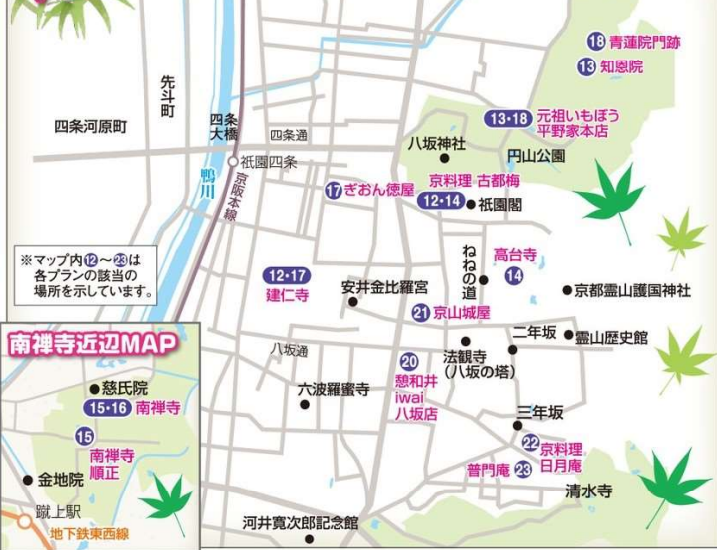 18 青蓮院門跡
13 知恩院
先斗町
四条河原町
四条
大橋
四条通
13・18 元祖いもぼう
平野家本店
八坂神社
円山公園
祇園四条
鴨川
京阪本線
17 ぎおん徳屋
京料理 古都梅
12・14
祇園閣
※マップ内12〜23は
各プランの該当の
場所を示しています。
12・17
建仁寺
安井金比羅宮
ねねの道
高台寺
14
京都霊山護国神社
21 京山城屋
南禅寺近辺MAP
八坂通
法観寺
(八坂の塔)
二年坂
霊山歴史館
慈氏院
15・16 南禅寺
六波羅蜜寺
20
憩和井
iwai
八坂店
15
南禅寺
順正
三年坂
22 京料理
日月庵
金地院
普門庵 23
清水寺
蹴上駅
地下鉄東西線
河井寛次郎記念館